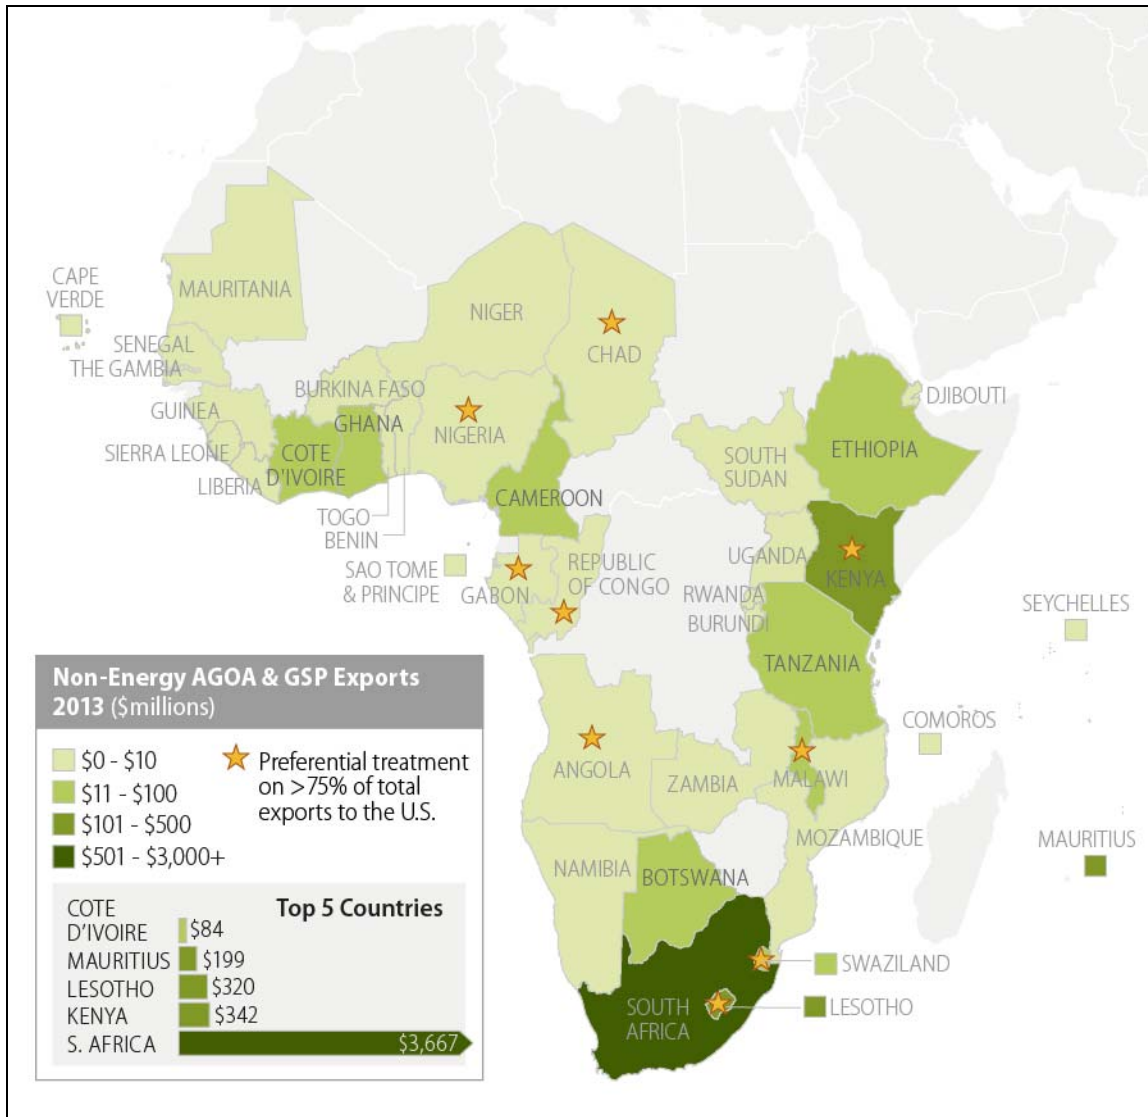 CAPE
VERDE
MAURITANIA
NIGER
CHAD
SENEGAL
THE GAMBIA
BURKINA FASO
DJIBOUTI
GUINEA
GHANA
NIGERIA
SIERRA LEONE
COTE
D'IVOIRE
SOUTH
SUDAN
ETHIOPIA
LIBERIA
CAMEROON
TOGO
BENIN
SAO TOME
& PRINCIPE
GABON
REPUBLIC
OF CONGO
UGANDA
KENYA
RWANDA
BURUNDI
SEYCHELLES
TANZANIA
COMOROS
ANGOLA
ZAMBIA
MALAWI
MOZAMBIQUE
MAURITIUS
NAMIBIA
BOTSWANA
SWAZILAND
SOUTH
AFRICA
LESOTHO
Non-Energy AGOA & GSP Exports
2013 ($millions)
$0 - $10
$11 - $100
$101 - $500
$501 - $3,000+
Preferential treatment
on >75% of total
exports to the U.S.
Top 5 Countries
COTE
D'IVOIRE $84
MAURITIUS $199
LESOTHO $320
KENYA $342
S. AFRICA $3,667